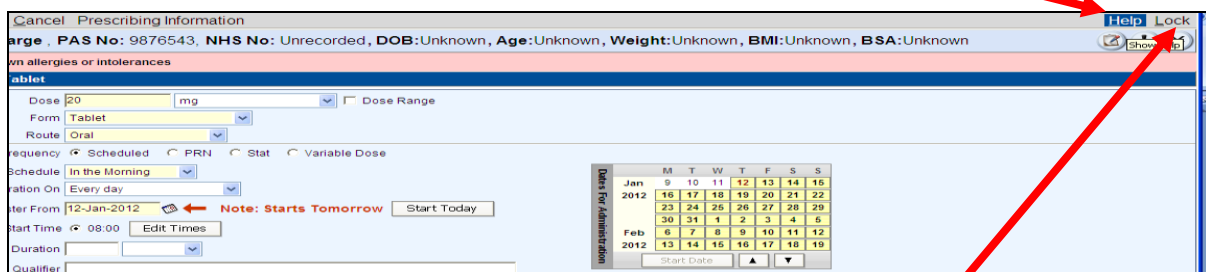 Cancel Prescribing Information Help Lock
arge , PAS No: 9876543, NHS No: Unrecorded, DOB:Unknown, Age:Unknown, Weight:Unknown, BMI:Unknown, BSA:Unknown
Show
wn allergies or intolerances
Tablet
Dose 20 mg Dose Range
Form Tablet
Route Oral
requency Scheduled PRN Stat Variable Dose
Schedule In the Morning
ration On Every day
ter From 12-Jan-2012 Note: Starts Tomorrow Start Today
Start Time 08:00 Edit Times
Duration
Qualifier
Dates For Administration
M T W T F S S
Jan 9 10 11 12 13 14 15
2012 16 17 18 19 20 21 22
23 24 25 26 27 28 29
30 31 1 2 3 4 5
Feb 6 7 8 9 10 11 12
2012 13 14 15 16 17 18 19
Start Date